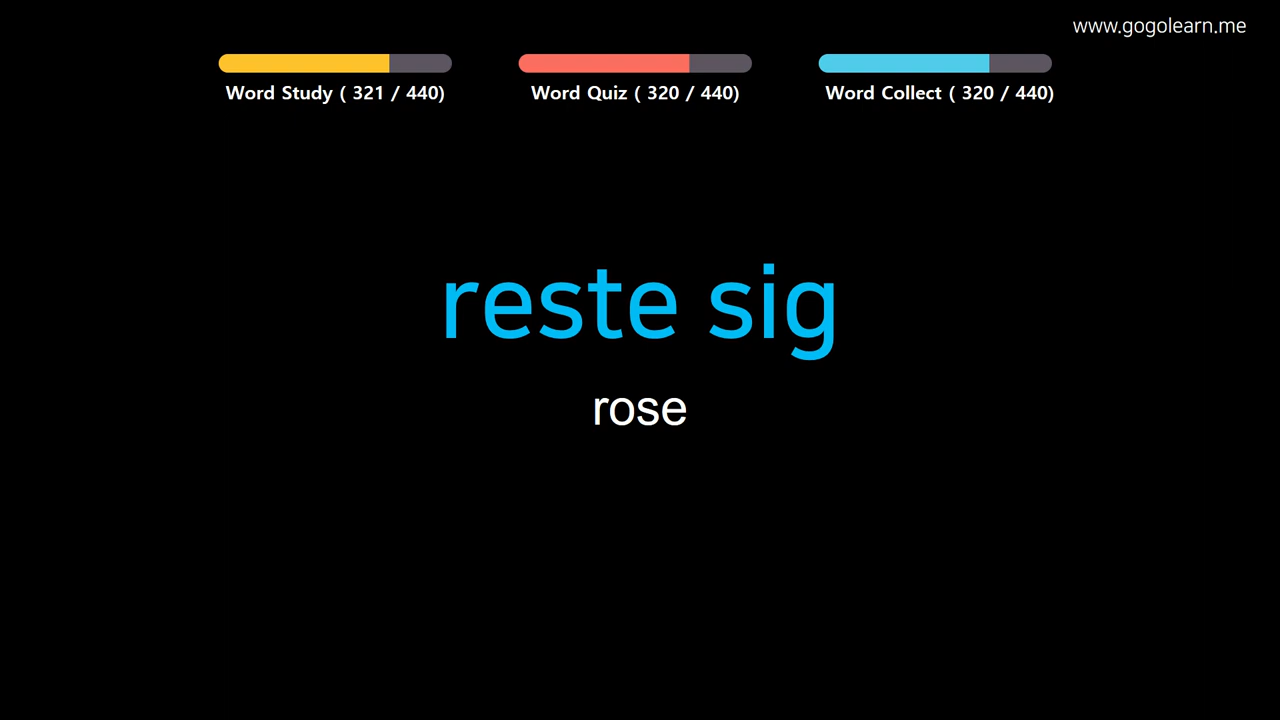 www.gogolearn.me
Word Study ( 321 / 440)
Word Quiz ( 320 / 440)
Word Collect ( 320 / 440)
reste sig
rose